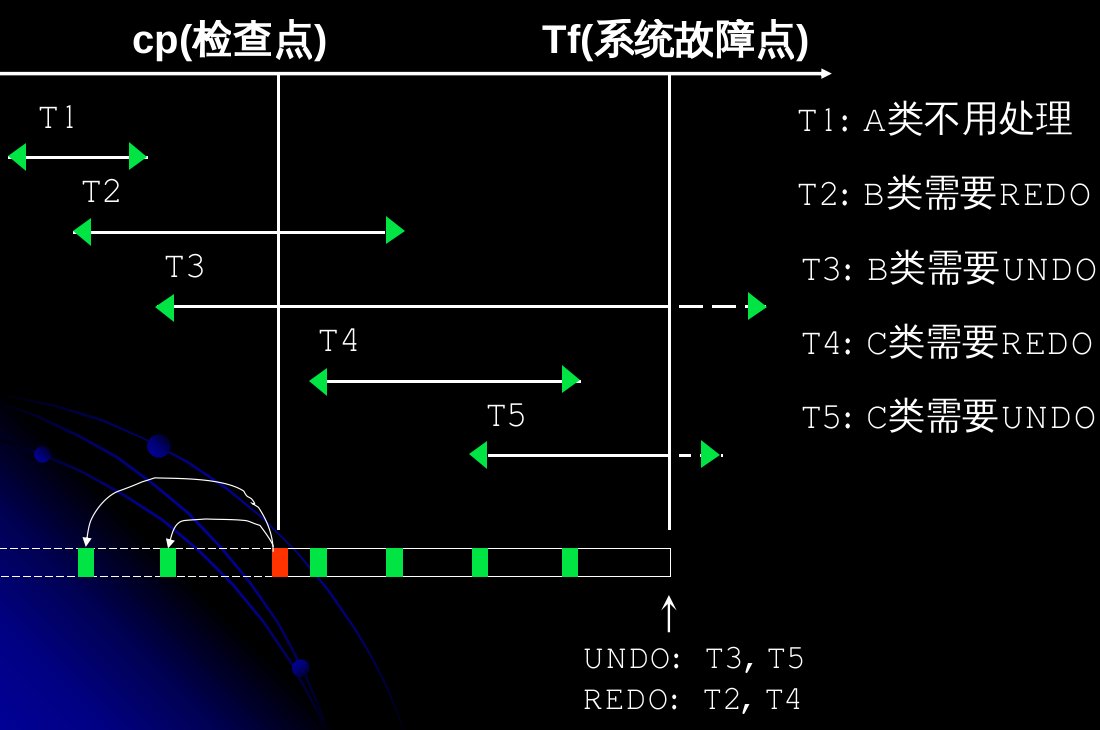 cp(检查点)
Tf(系统故障点)
T1
T1: A类不用处理
T2
T2: B类需要REDO
T3
T3: B类需要UNDO
T4
T4: C类需要REDO
T5
T5: C类需要UNDO
UNDO: T3, T5
REDO: T2, T4